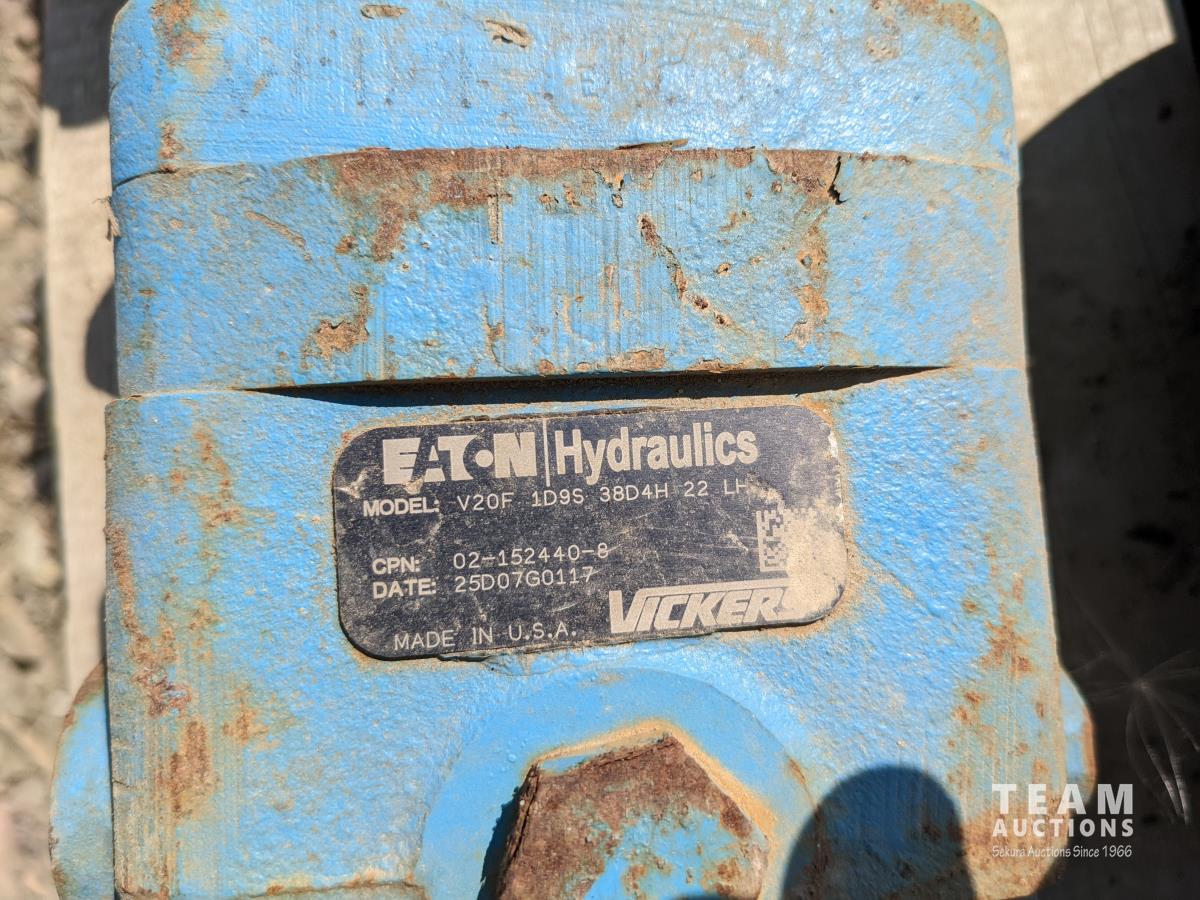 EATON Hydraulics
MODEL: V20F 1D9S 38D4H 22 LH
CPN: 02-152440-8
DATE: 25D07G0117
MADE IN U.S.A.
VICKERS
TEAM
AUCTIONS
Sekura Auctions Since 1966